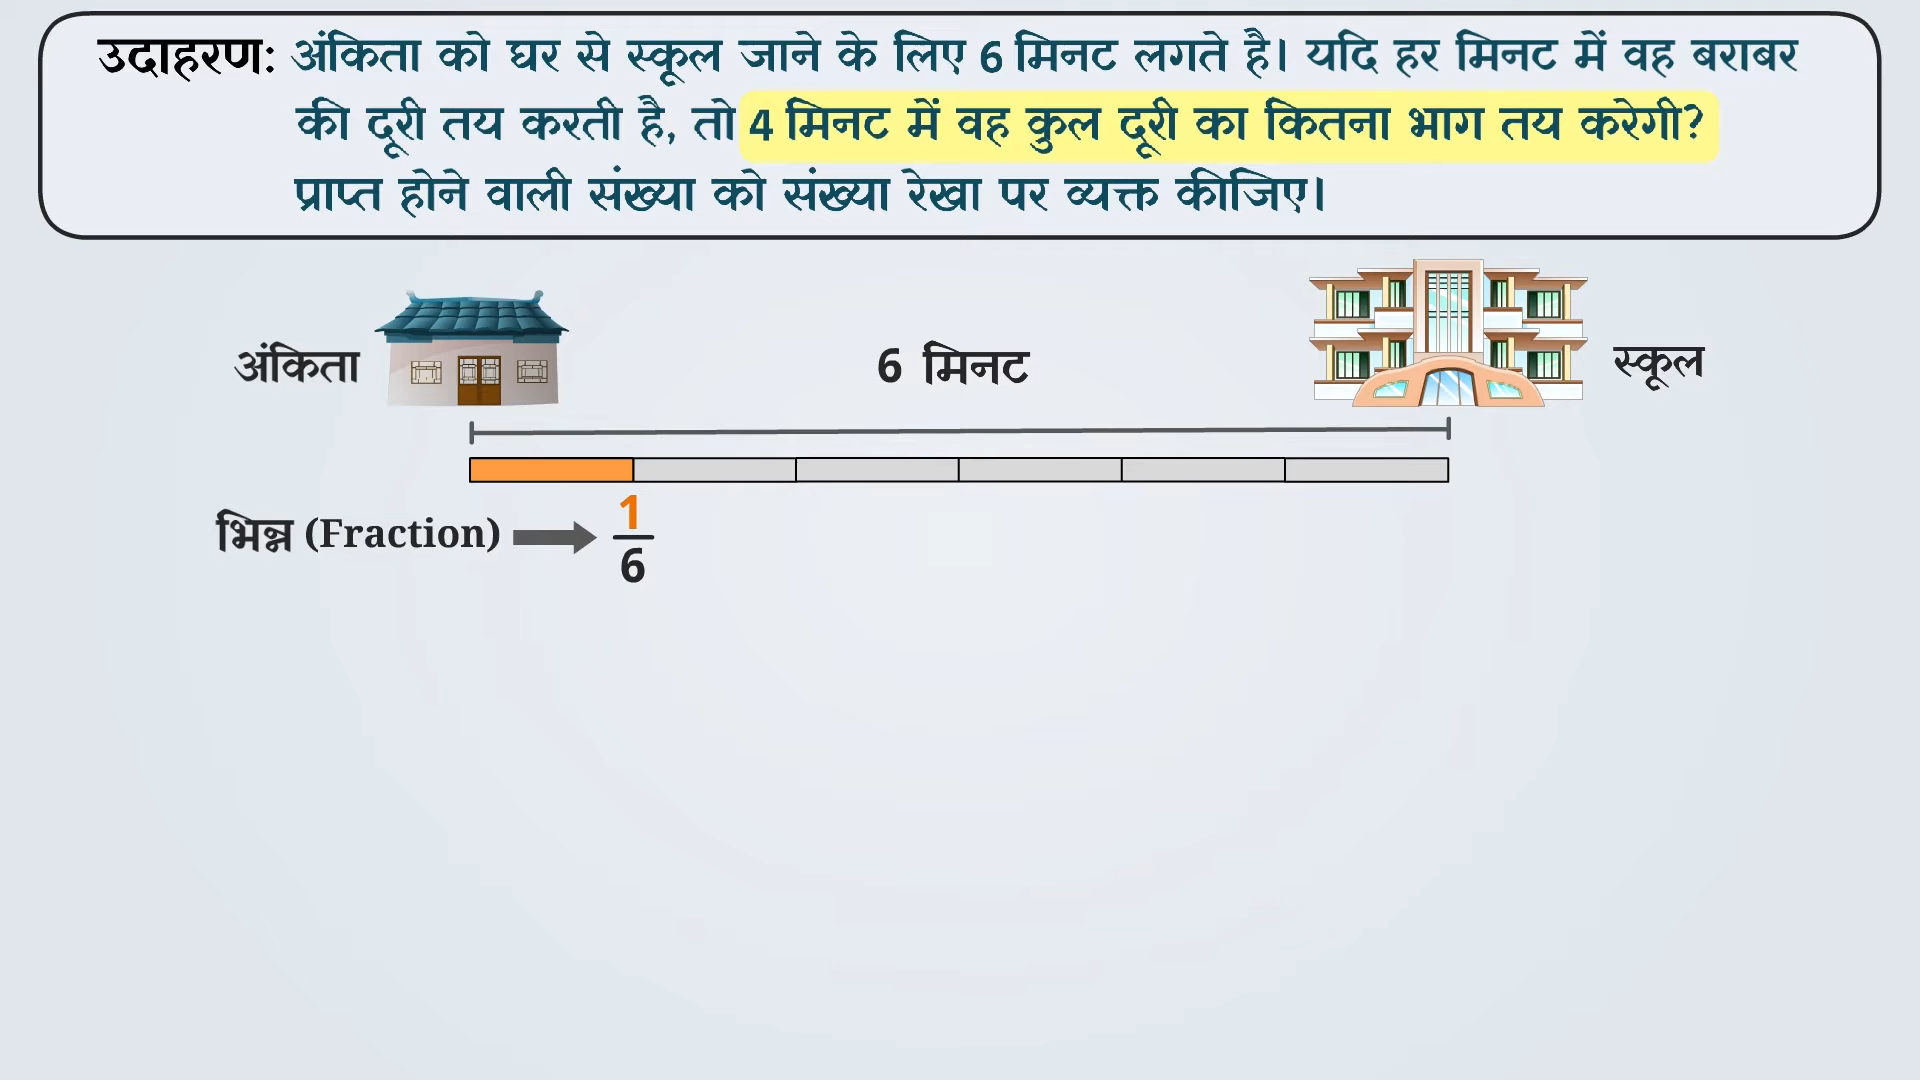 उदाहरण: अंकिता को घर से स्कूल जाने के लिए 6 मिनट लगते है। यदि हर मिनट में वह बराबर
की दूरी तय करती है, तो 4 मिनट में वह कुल दूरी का कितना भाग तय करेगी?
प्राप्त होने वाली संख्या को संख्या रेखा पर व्यक्त कीजिए।
अंकिता
6 मिनट
स्कूल
भिन्न (Fraction)
1
6